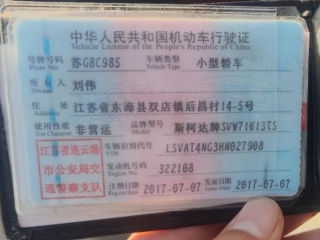 中华人民共和国机动车行驶证
Vehicle License of the People's Republic of China
号牌号码 苏G8C985 车辆类型 小型轿车
Plate No. Vehicle Type
所有人 刘伟
Owner
住址 江苏省东海县双店镇后昌村14-5号
Address
使用性质 非营运 品牌型号 斯柯达牌SVW71613TS
Use Character Model
江苏省连云港 车辆识别代号 LSVAT4NG3HN027908
VIN
市公安局交 发动机号码 322108
Engine No.
通警察支队 注册日期 2017-07-07 发证日期 2017-07-07
Register Date Issue Date